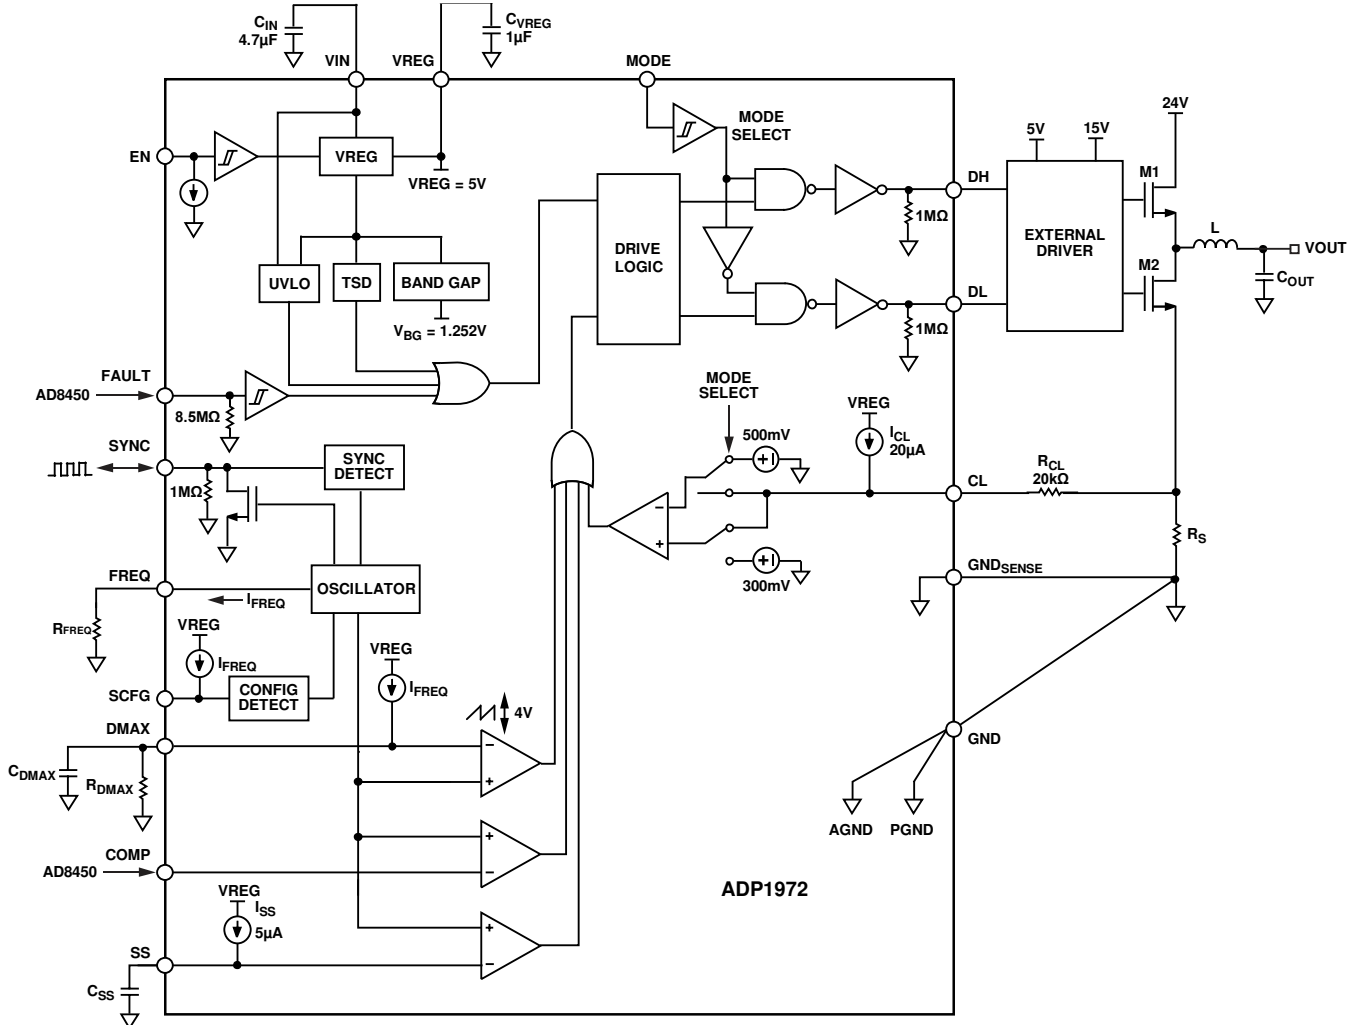 CIN
4.7µF
CVREG
1µF
VIN
VREG
MODE
24V
MODE
SELECT
5V
15V
EN
VREG
VREG = 5V
M1
DH
1MΩ
DRIVE
LOGIC
EXTERNAL
DRIVER
L
VOUT
M2
COUT
UVLO
TSD
BAND GAP
DL
VBG = 1.252V
1MΩ
FAULT
AD8450
8.5MΩ
MODE
SELECT
VREG
500mV
ICL
20µA
SYNC
SYNC
DETECT
1MΩ
CL
RCL
20kΩ
−
+
RS
FREQ
OSCILLATOR
IFREQ
RFREQ
300mV
GNDSENSE
VREG
IFREQ
VREG
IFREQ
SCFG
CONFIG
DETECT
4V
DMAX
−
+
GND
CDMAX
RDMAX
AGND
PGND
COMP
AD8450
+
−
ADP1972
VREG
ISS
5µA
+
SS
−
CSS